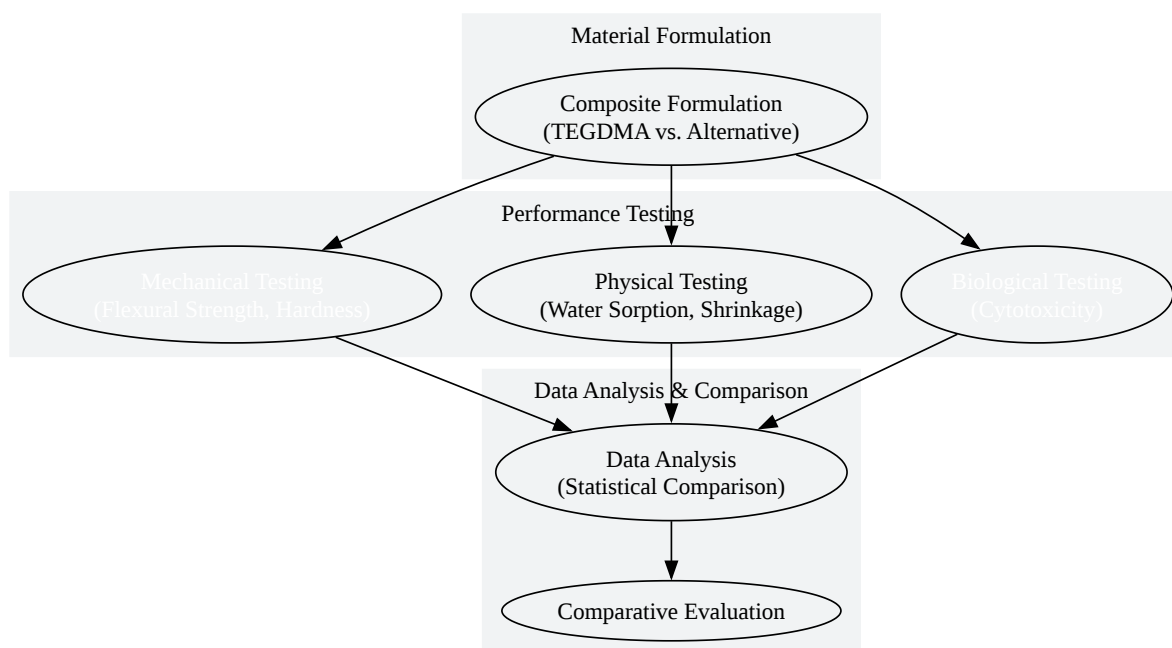 Material Formulation
Composite Formulation
(TEGDMA vs. Alternative)
Performance Testing
Mechanical Testing
(Flexural Strength, Hardness)
Physical Testing
(Water Sorption, Shrinkage)
Biological Testing
(Cytotoxicity)
Data Analysis & Comparison
Data Analysis
(Statistical Comparison)
Comparative Evaluation